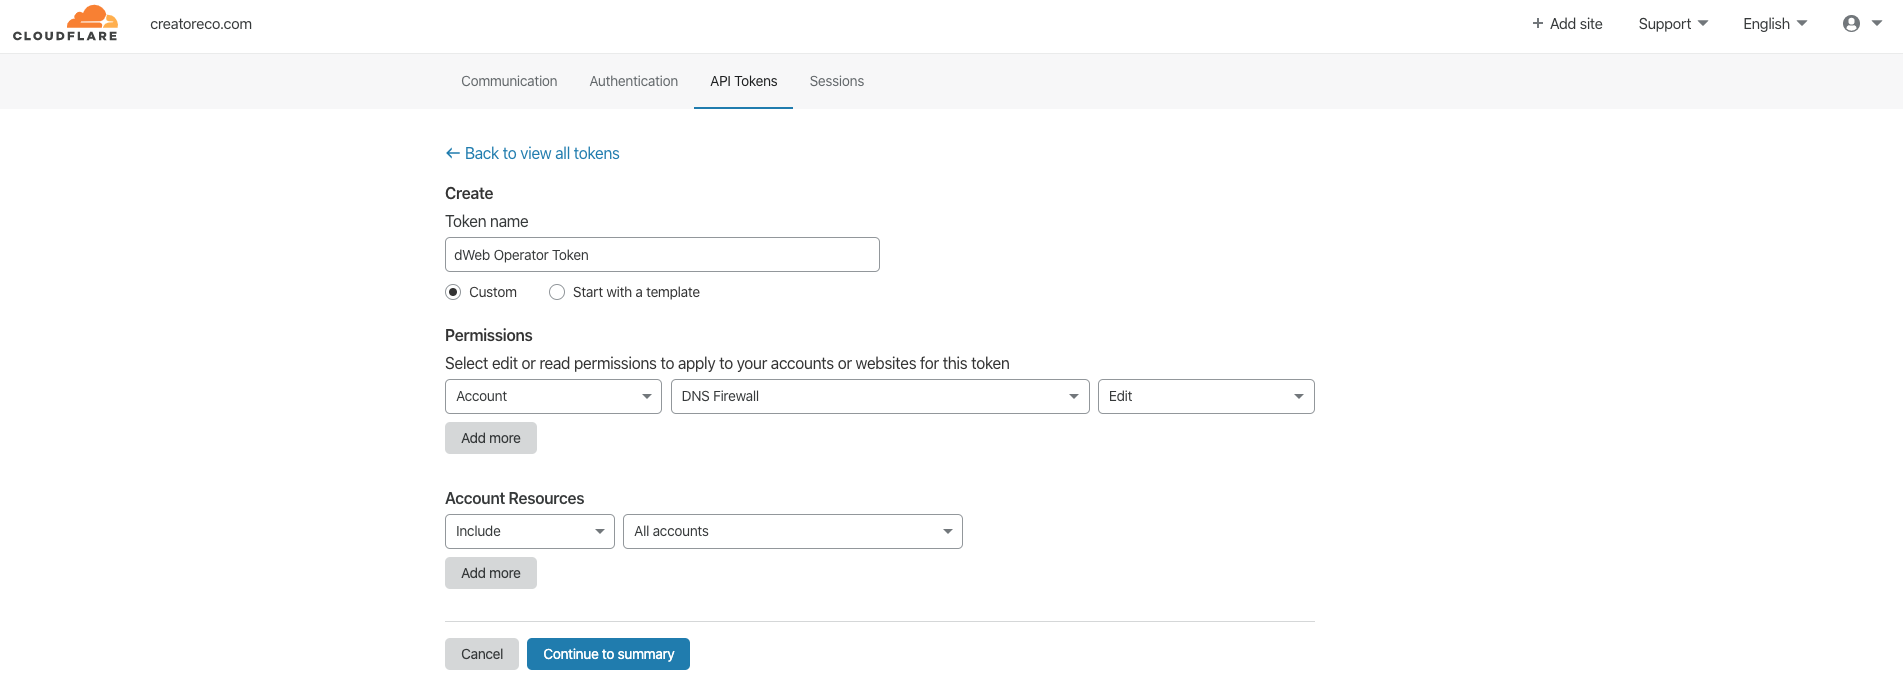 CLOUDFLARE
creatoreco.com
+ Add site
Support
English
Communication
Authentication
API Tokens
Sessions
← Back to view all tokens
Create
Token name
dWeb Operator Token
Custom
Start with a template
Permissions
Select edit or read permissions to apply to your accounts or websites for this token
Account
DNS Firewall
Edit
Add more
Account Resources
Include
All accounts
Add more
Cancel
Continue to summary